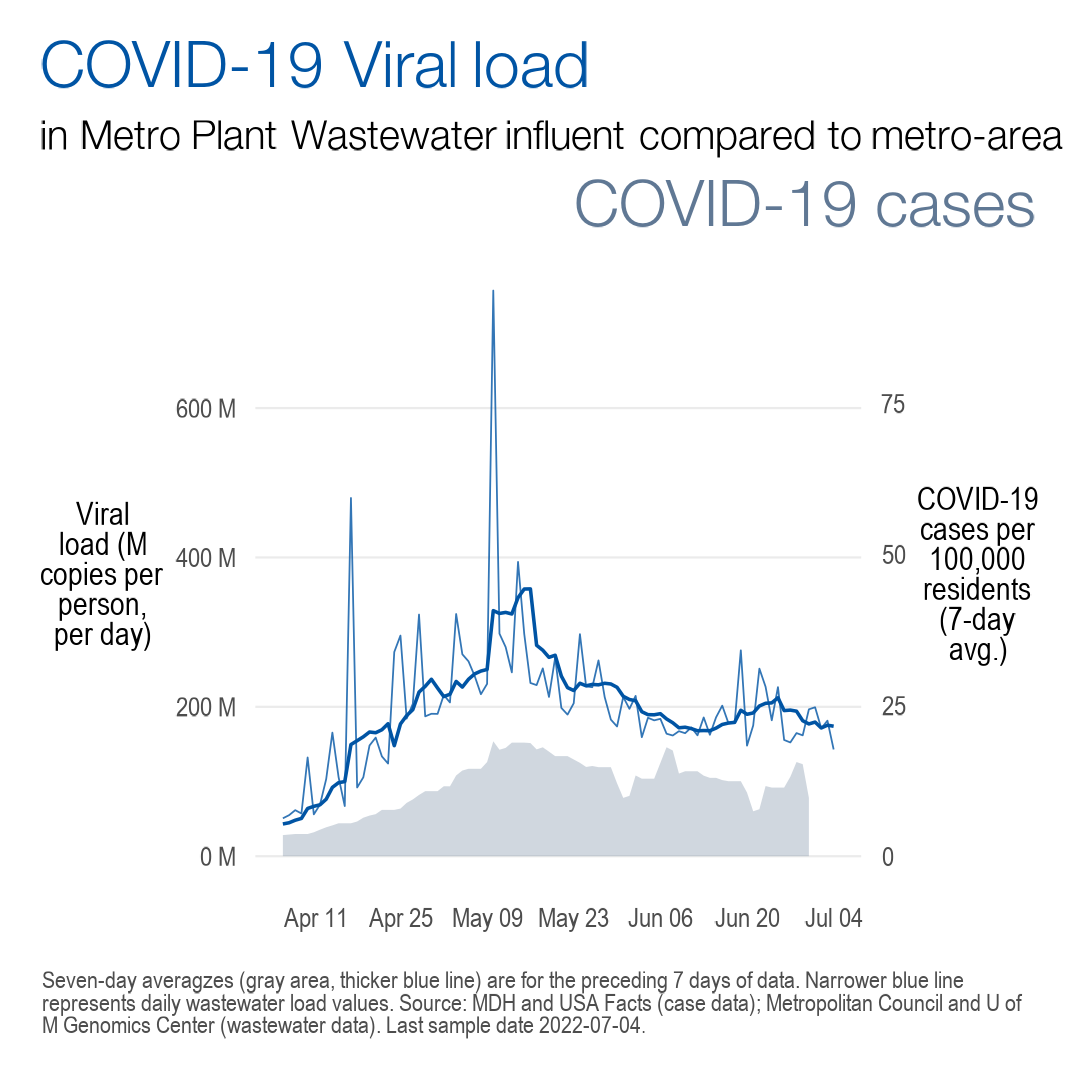 COVID-19 Viral load
in Metro Plant Wastewater influent compared to metro-area
COVID-19 cases
600 M
400 M
200 M
0 M
Viral
load (M
copies per
person,
per day)
75
50
25
0
COVID-19
cases per
100,000
residents
(7-day
avg.)
Apr 11 Apr 25 May 09 May 23 Jun 06 Jun 20 Jul 04
Seven-day averagzes (gray area, thicker blue line) are for the preceding 7 days of data. Narrower blue line
represents daily wastewater load values. Source: MDH and USA Facts (case data); Metropolitan Council and U of
M Genomics Center (wastewater data). Last sample date 2022-07-04.